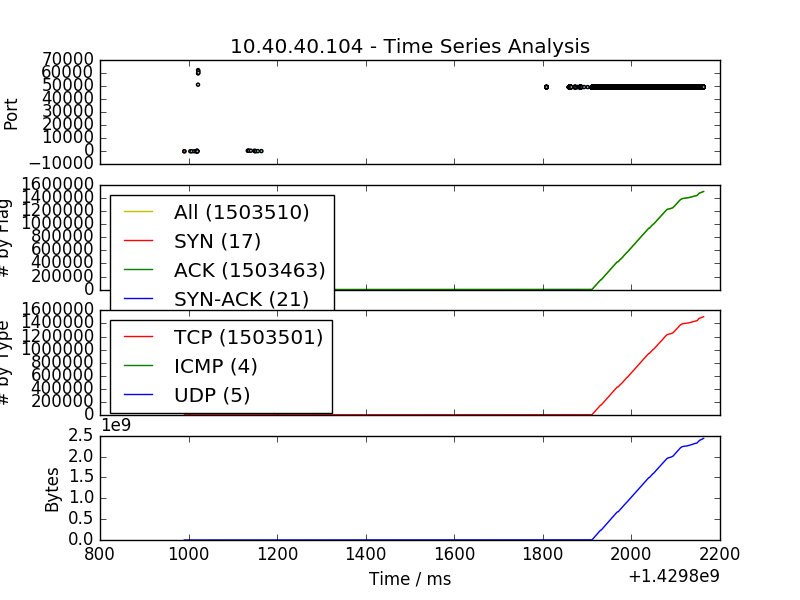 10.40.40.104 - Time Series Analysis
70000
60000
50000
40000
30000
20000
10000
0
−10000
Port
1600000
1400000
1200000
1000000
800000
600000
400000
200000
0
# by Flag
All (1503510)
SYN (17)
ACK (1503463)
SYN-ACK (21)
1600000
1400000
1200000
1000000
800000
600000
400000
200000
0
# by Type
TCP (1503501)
ICMP (4)
UDP (5)
1e9
2.5
2.0
1.5
1.0
0.5
0.0
Bytes
800 1000 1200 1400 1600 1800 2000 2200
Time / ms
+1.4298e9